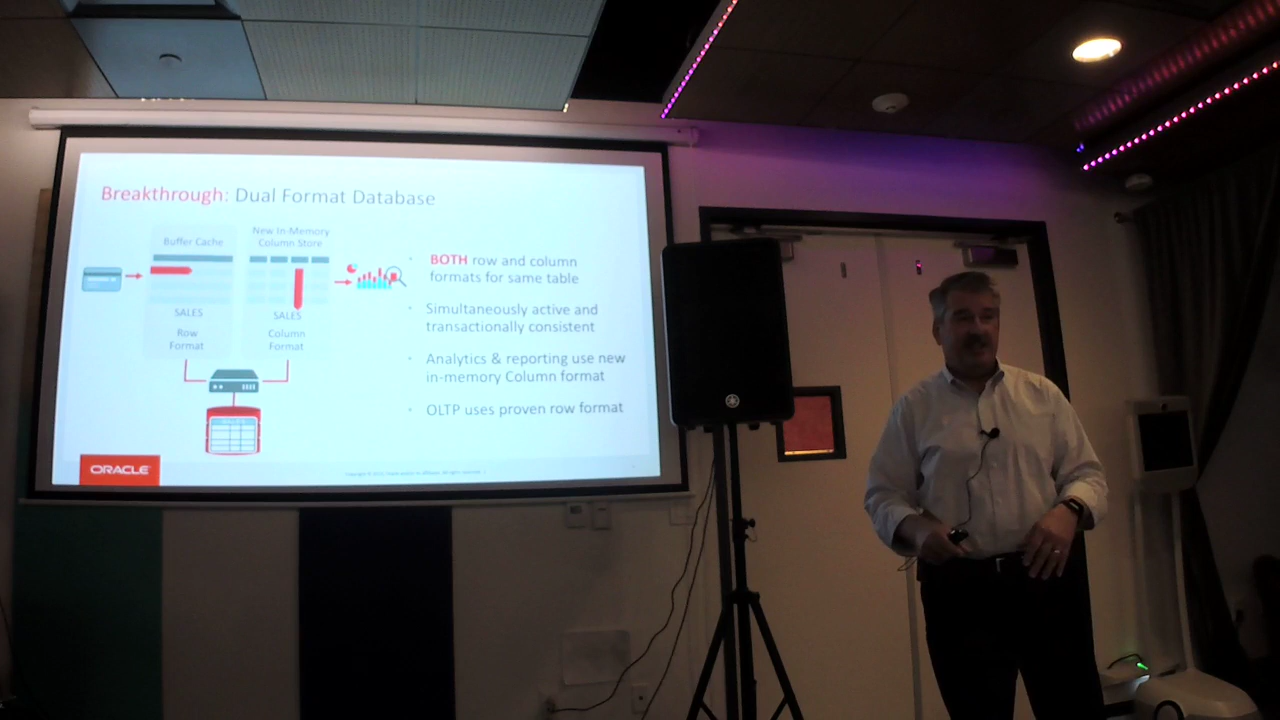 Breakthrough: Dual Format Database
Buffer Cache
New In-Memory
Column Store
SALES
Row
Format
SALES
Column
Format
• BOTH row and column
formats for same table
• Simultaneously active and
transactionally consistent
• Analytics & reporting use new
in-memory Column format
• OLTP uses proven row format
SALES
ORACLE